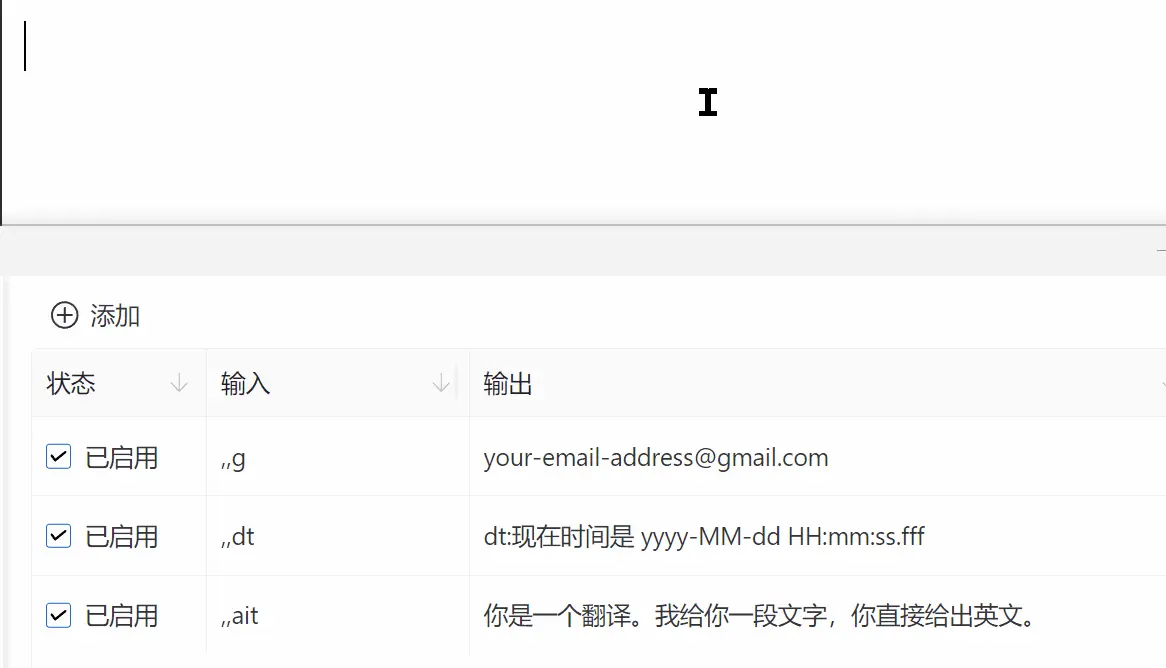 添加
状态 输入 输出
已启用 ,,g your-email-address@gmail.com
已启用 ,,dt dt:现在时间是 yyyy-MM-dd HH:mm:ss.fff
已启用 ,,ait 你是一个翻译。我给你一段文字，你直接给出英文。